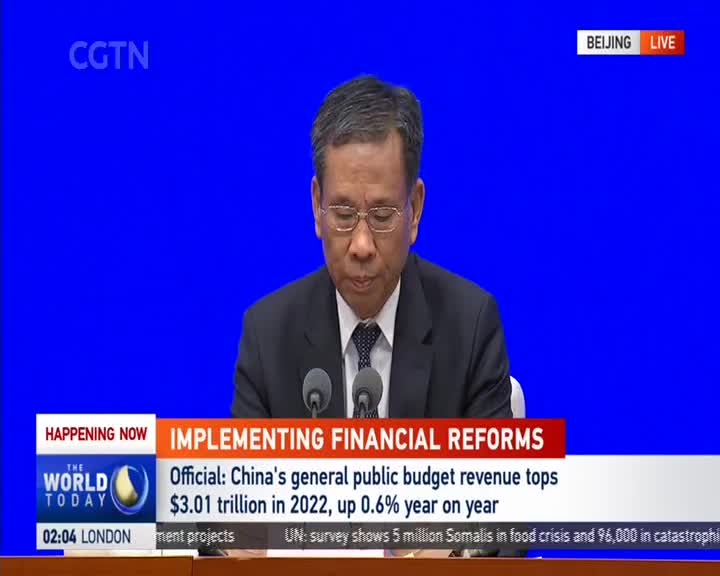 CGTN
BEIJING LIVE
HAPPENING NOW
IMPLEMENTING FINANCIAL REFORMS
THE
WORLD
TODAY
Official: China's general public budget revenue tops
$3.01 trillion in 2022, up 0.6% year on year
02:04 LONDON
projects UN: survey shows 5 million Somalis in food crisis and 96,000 in